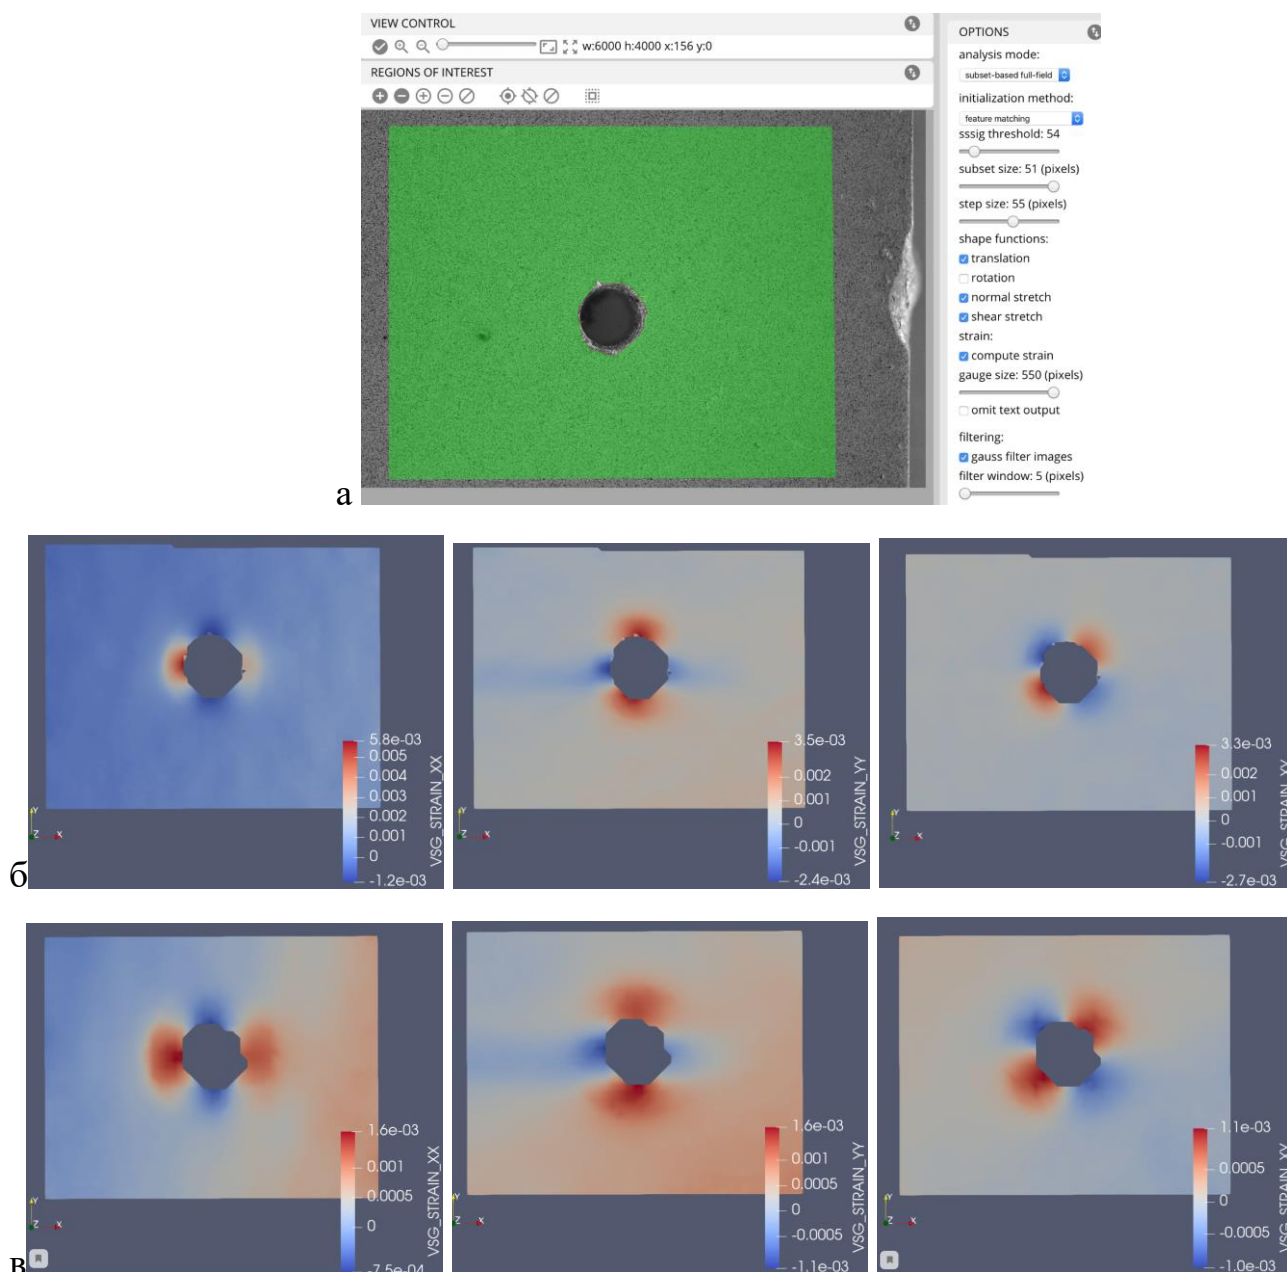 VIEW CONTROL
w:6000 h:4000 x:156 y:0
REGIONS OF INTEREST
OPTIONS
analysis mode:
subset-based full-field
initialization method:
feature matching
sssig threshold: 54
subset size: 51 (pixels)
step size: 55 (pixels)
shape functions:
translation
rotation
normal stretch
shear stretch
strain:
compute strain
gauge size: 550 (pixels)
omit text output
filtering:
gauss filter images
filter window: 5 (pixels)
а
5.8e-03
0.005
0.004
0.003
0.002
0.001
0
-1.2e-03
VSG_STRAIN_XX
Y
Z X
3.5e-03
0.002
0.001
0
-0.001
-2.4e-03
VSG_STRAIN_YY
Y
Z X
3.3e-03
0.002
0.001
0
-0.001
-2.7e-03
VSG_STRAIN_XY
Y
Z X
б
1.6e-03
0.001
0.0005
0
-7.5e-04
VSG_STRAIN_XX
Y
Z X
1.6e-03
0.001
0.0005
0
-0.0005
-1.1e-03
VSG_STRAIN_YY
Y
Z X
1.1e-03
0.0005
0
-0.0005
-1.0e-03
VSG_STRAIN_XY
Y
Z X
в